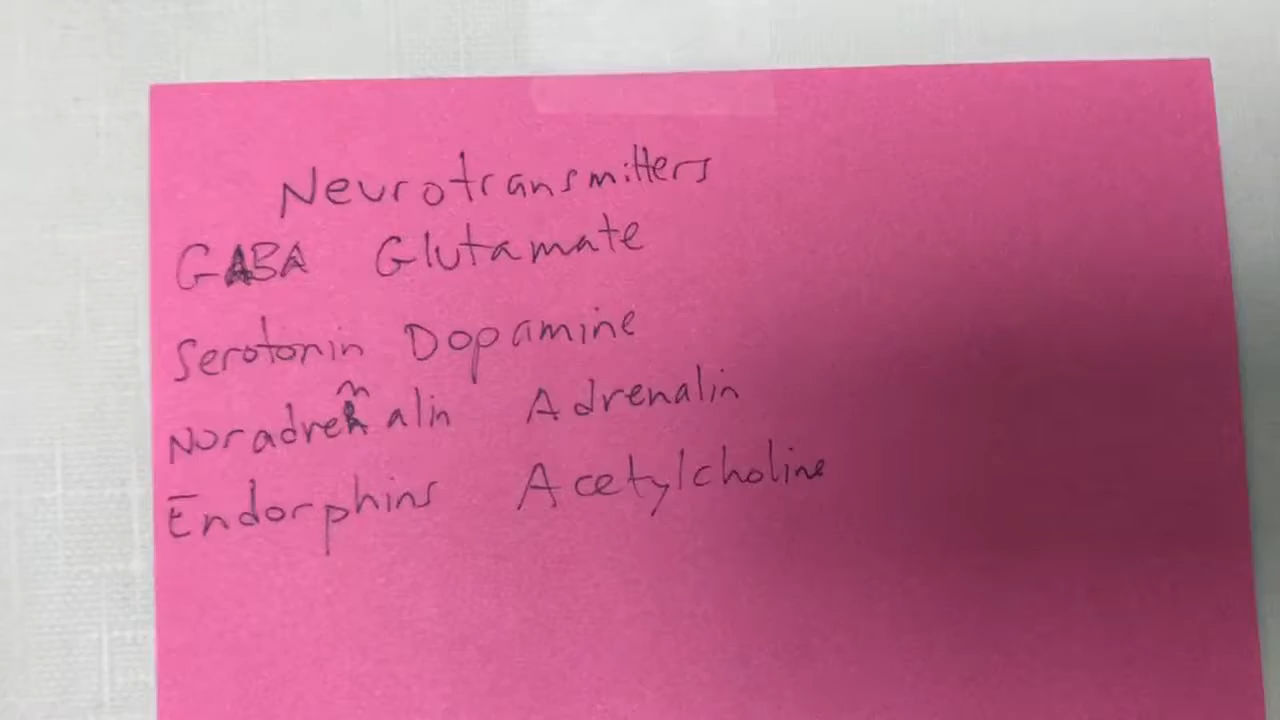 Neurotransmitters
GABA Glutamate
Serotonin Dopamine
Noradrenalin Adrenalin
Endorphins Acetylcholine